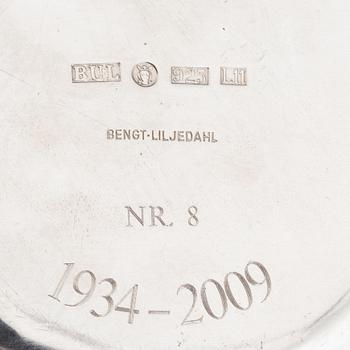 BUL 925 L11
BENGT·LILJEDAHL
NR. 8
1934–2009